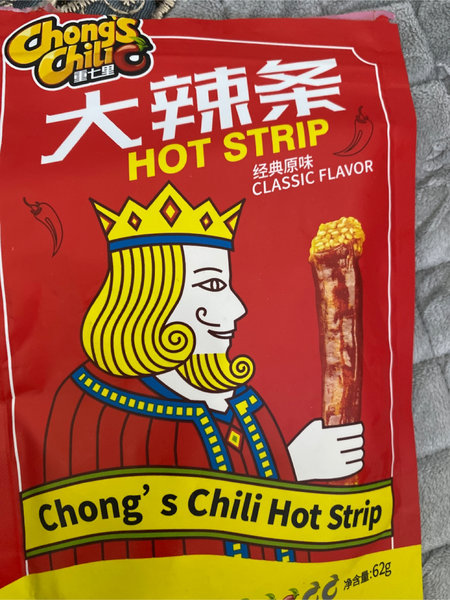 Chong's
Chili
重七里
大辣条
HOT STRIP
经典原味
CLASSIC FLAVOR
Chong's Chili Hot Strip
净含量:62g